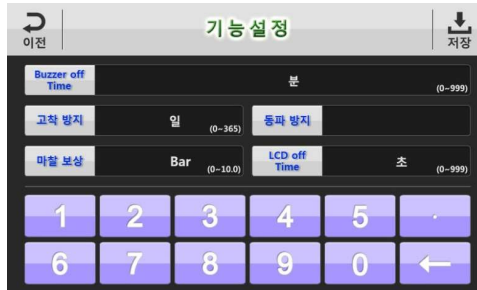 기능설정
이전
저장
Buzzer off Time
분
(0~999)
고착 방지
일
(0~365)
동파 방지
마찰 보상
Bar
(0~10.0)
LCD off Time
초
(0~999)
1 2 3 4 5 .
6 7 8 9 0 ←